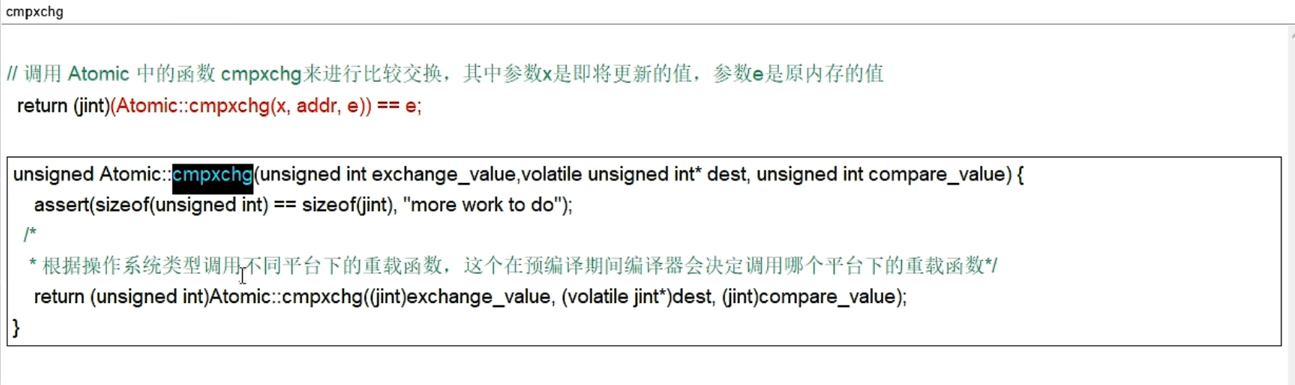 cmpxchg
// 调用 Atomic 中的函数 cmpxchg来进行比较交换，其中参数x是即将更新的值，参数e是原内存的值
return (jint)(Atomic::cmpxchg(x, addr, e)) == e;
unsigned Atomic::cmpxchg(unsigned int exchange_value,volatile unsigned int* dest, unsigned int compare_value) {
assert(sizeof(unsigned int) == sizeof(jint), "more work to do");
/*
* 根据操作系统类型调用不同平台下的重载函数，这个在预编译期间编译器会决定调用哪个平台下的重载函数*/
return (unsigned int)Atomic::cmpxchg((jint)exchange_value, (volatile jint*)dest, (jint)compare_value);
}